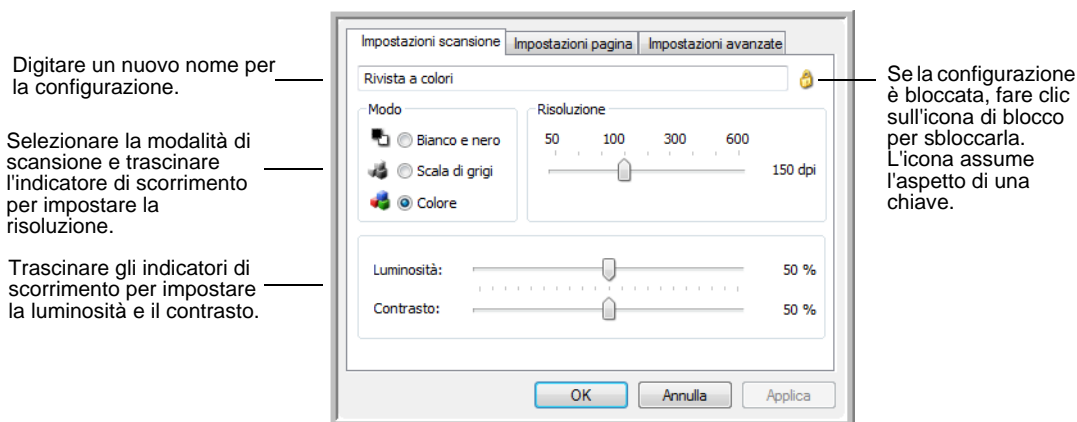 Digitare un nuovo nome per
la configurazione.
Selezionare la modalità di
scansione e trascinare
l'indicatore di scorrimento
per impostare la
risoluzione.
Trascinare gli indicatori di
scorrimento per impostare
la luminosità e il contrasto.
Impostazioni scansione Impostazioni pagina Impostazioni avanzate
Rivista a colori
Modo
Bianco e nero
Scala di grigi
Colore
Risoluzione
50 100 300 600
150 dpi
Luminosità: 50 %
Contrasto: 50 %
OK Annulla Applica
Se la configurazione
è bloccata, fare clic
sull'icona di blocco
per sbloccarla.
L'icona assume
l'aspetto di una
chiave.